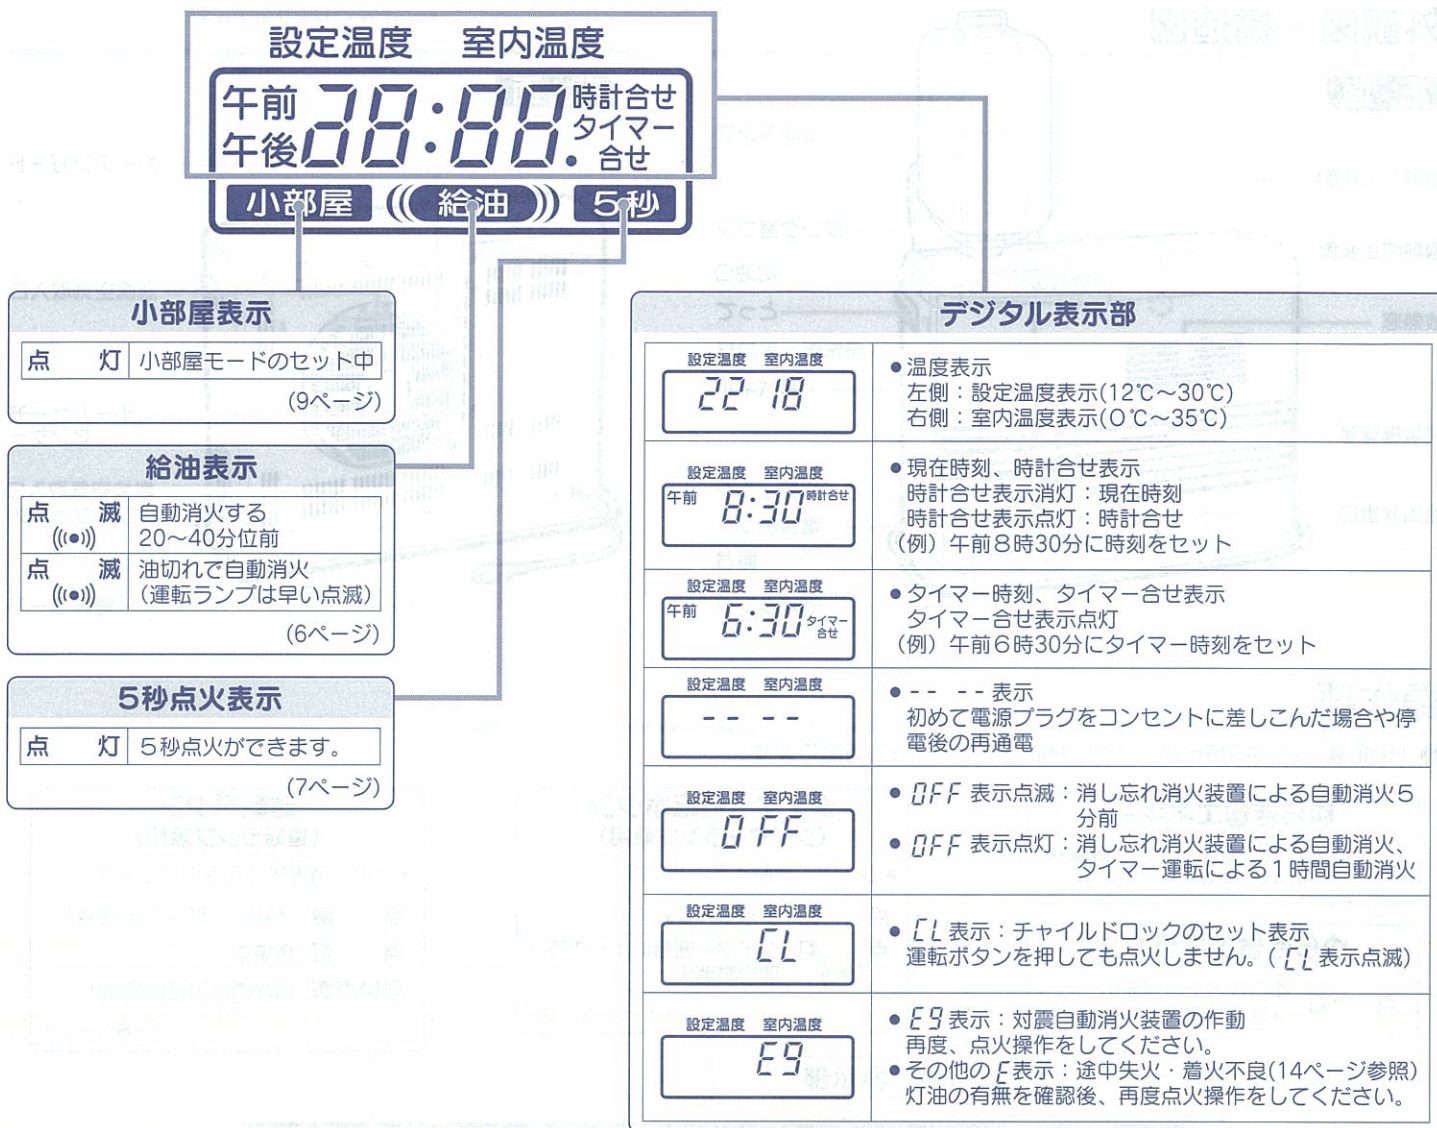 設定温度 室内温度
午前 28:88. 時計合せ
午後 タイマー
合せ
小部屋 給油 5秒
小部屋表示
点 灯 小部屋モードのセット中
(9ページ)
給油表示
点 滅 自動消火する
((●)) 20〜40分位前
点 滅 油切れで自動消火
((●)) (運転ランプは早い点滅)
(6ページ)
5秒点火表示
点 灯 5秒点火ができます。
(7ページ)
デジタル表示部
設定温度 室内温度
22 18
●温度表示
左側：設定温度表示(12℃〜30℃)
右側：室内温度表示(0℃〜35℃)
設定温度 室内温度
午前 8:30 時計合せ
●現在時刻、時計合せ表示
時計合せ表示消灯：現在時刻
時計合せ表示点灯：時計合せ
(例) 午前8時30分に時刻をセット
設定温度 室内温度
午前 6:30 タイマー
合せ
●タイマー時刻、タイマー合せ表示
タイマー合せ表示点灯
(例) 午前6時30分にタイマー時刻をセット
設定温度 室内温度
-- --
●-- --表示
初めて電源プラグをコンセントに差しこんだ場合や停
電後の再通電
設定温度 室内温度
OFF
●OFF 表示点滅：消し忘れ消火装置による自動消火5
分前
●OFF 表示点灯：消し忘れ消火装置による自動消火、
タイマー運転による1時間自動消火
設定温度 室内温度
CL
●CL表示：チャイルドロックのセット表示
運転ボタンを押しても点火しません。(CL表示点滅)
設定温度 室内温度
E9
●E9表示：対震自動消火装置の作動
再度、点火操作をしてください。
●その他のE表示：途中失火・着火不良(14ページ参照)
灯油の有無を確認後、再度点火操作をしてください。